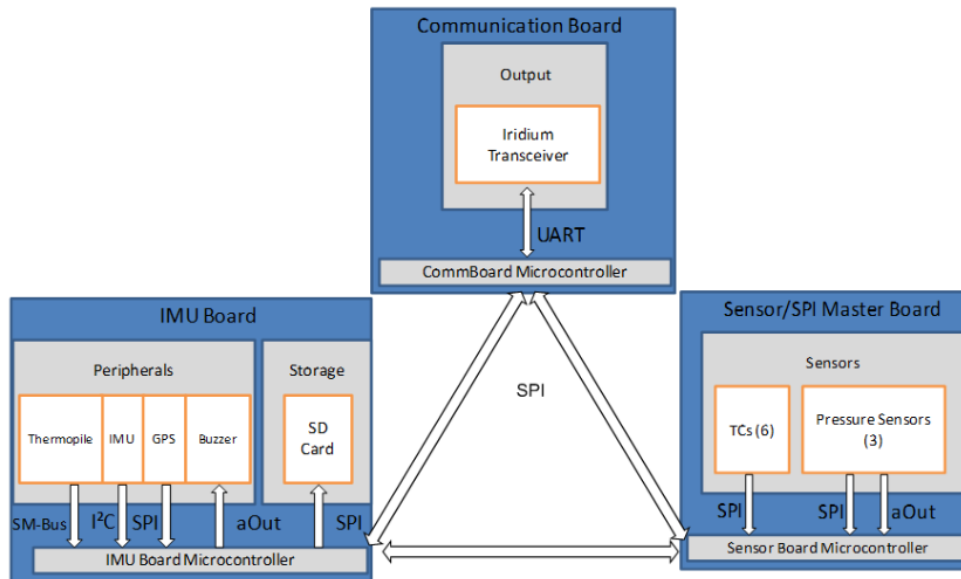 Communication Board
Output
Iridium
Transceiver
UART
CommBoard Microcontroller
IMU Board
Peripherals
Storage
Thermopile
IMU
GPS
Buzzer
SD
Card
SM-Bus
I²C
SPI
aOut
SPI
IMU Board Microcontroller
SPI
Sensor/SPI Master Board
Sensors
TCs (6)
Pressure Sensors
(3)
SPI
SPI
aOut
Sensor Board Microcontroller